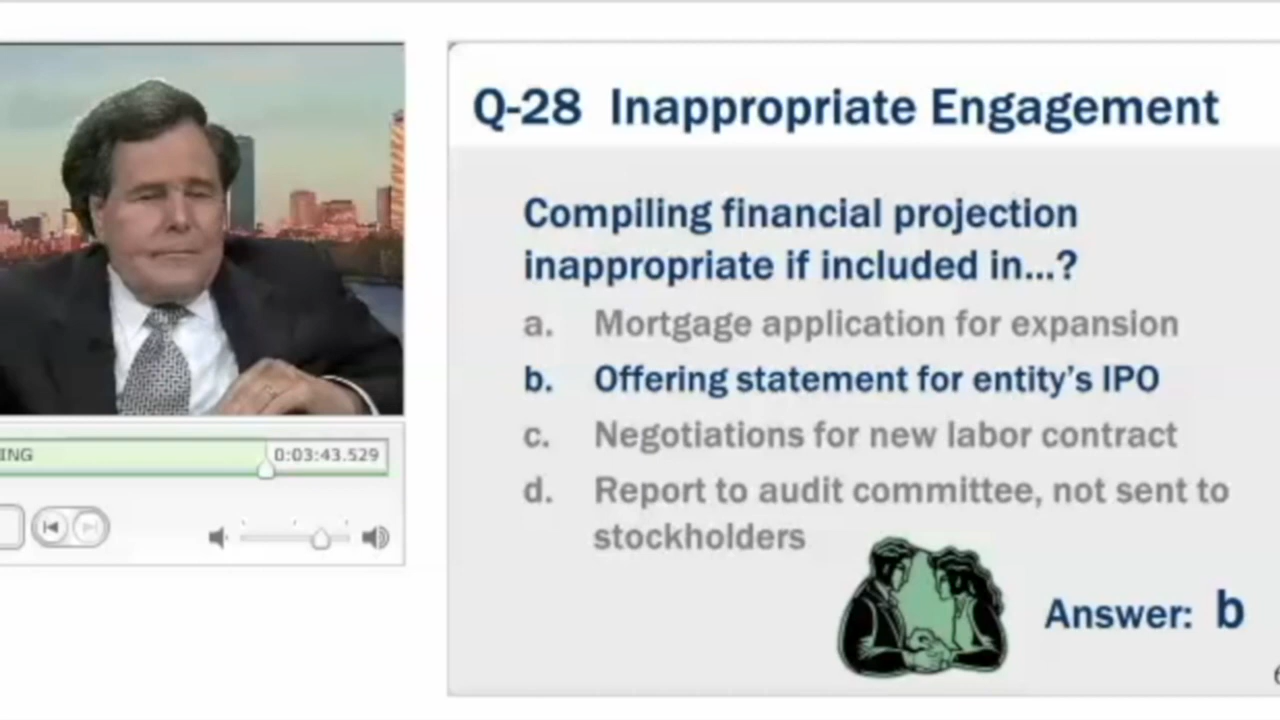 Q-28 Inappropriate Engagement
Compiling financial projection
inappropriate if included in...?
a. Mortgage application for expansion
b. Offering statement for entity's IPO
c. Negotiations for new labor contract
d. Report to audit committee, not sent to
stockholders
Answer: b
ING
0:03:43.529